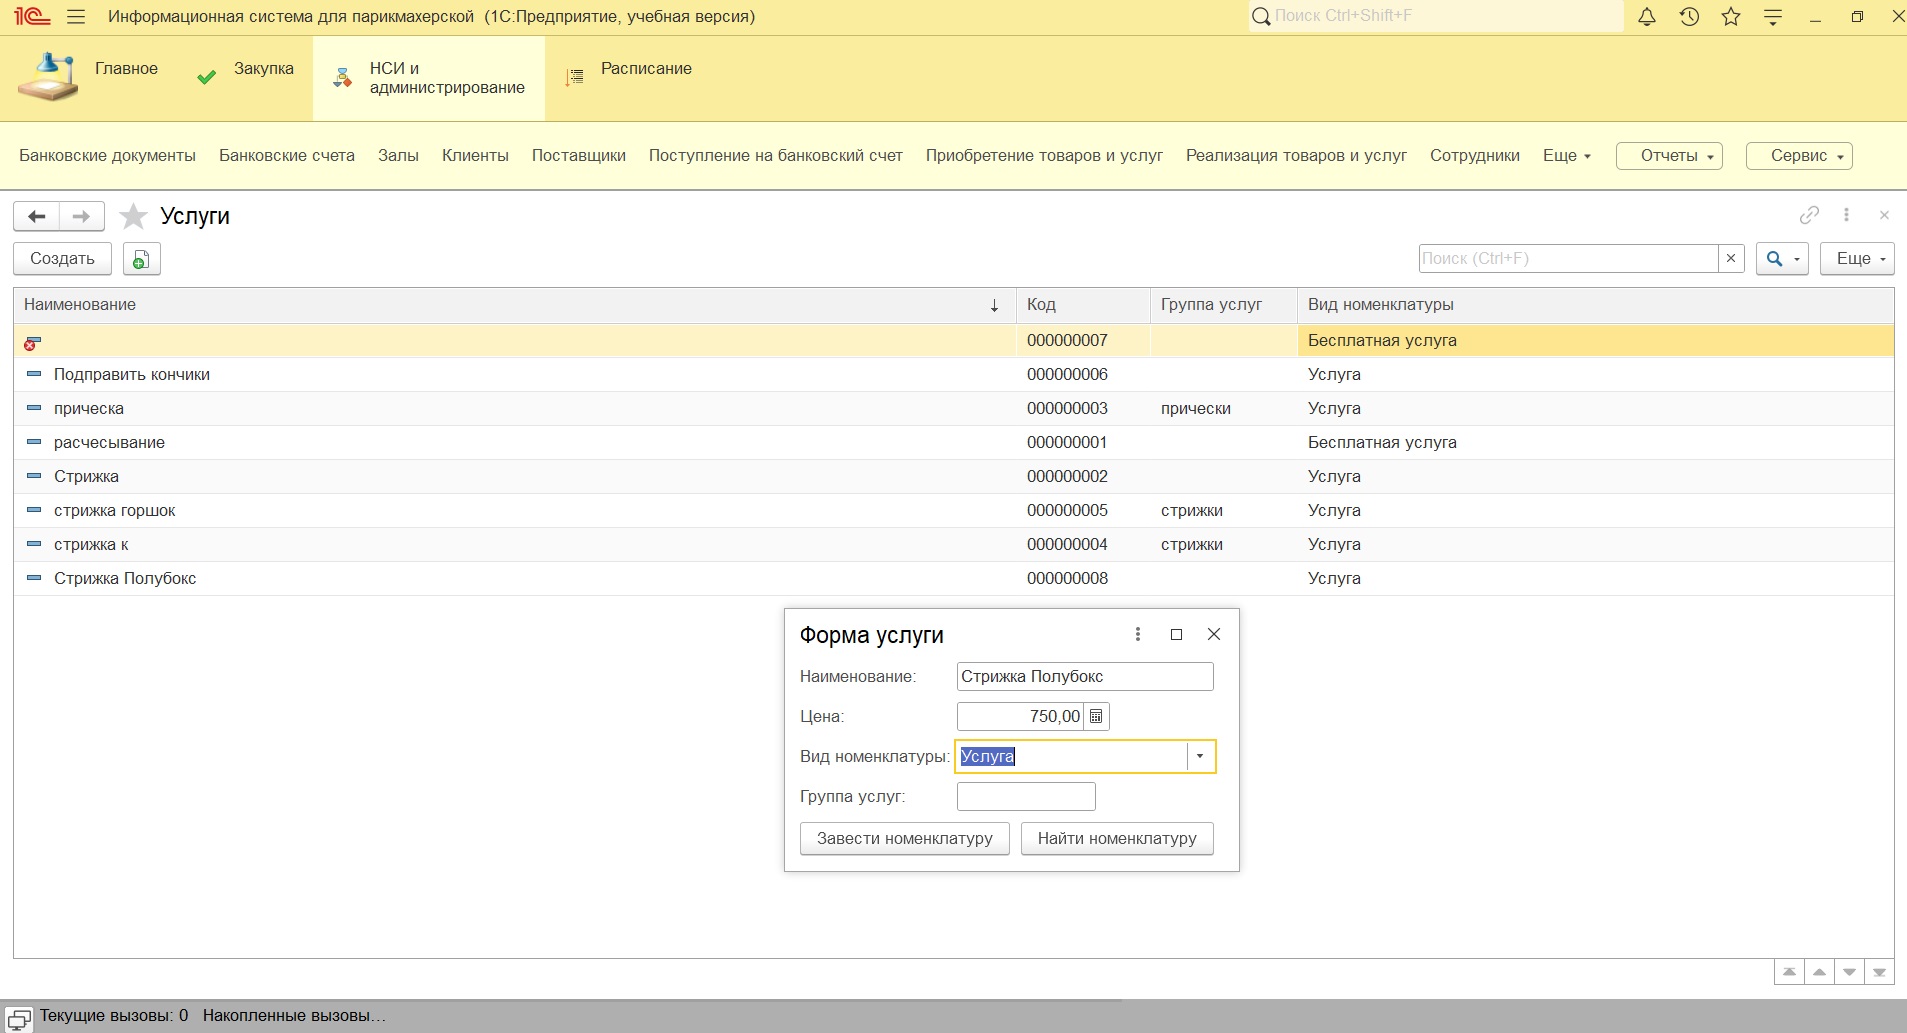 1С Информационная система для парикмахерской (1С:Предприятие, учебная версия) Поиск Ctrl+Shift+F
Главное Закупка НСИ и администрирование Расписание
Банковские документы Банковские счета Залы Клиенты Поставщики Поступление на банковский счет Приобретение товаров и услуг Реализация товаров и услуг Сотрудники Еще Отчеты Сервис
Услуги
Создать Поиск (Ctrl+F) × Еще
Наименование ↓ Код Группа услуг Вид номенклатуры
000000007 Бесплатная услуга
Подправить кончики 000000006 Услуга
прическа 000000003 прически Услуга
расчесывание 000000001 Бесплатная услуга
Стрижка 000000002 Услуга
стрижка горшок 000000005 стрижки Услуга
стрижка к 000000004 стрижки Услуга
Стрижка Полубокс 000000008 Услуга
Форма услуги
Наименование: Стрижка Полубокс
Цена: 750,00
Вид номенклатуры: Услуга
Группа услуг:
Завести номенклатуру Найти номенклатуру
Текущие вызовы: 0 Накопленные вызовы...